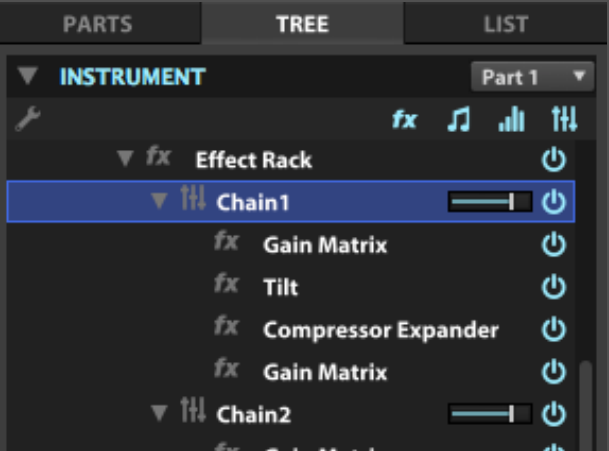 PARTS TREE LIST
INSTRUMENT Part 1
fx
fx Effect Rack
Chain1
fx Gain Matrix
fx Tilt
fx Compressor Expander
fx Gain Matrix
Chain2